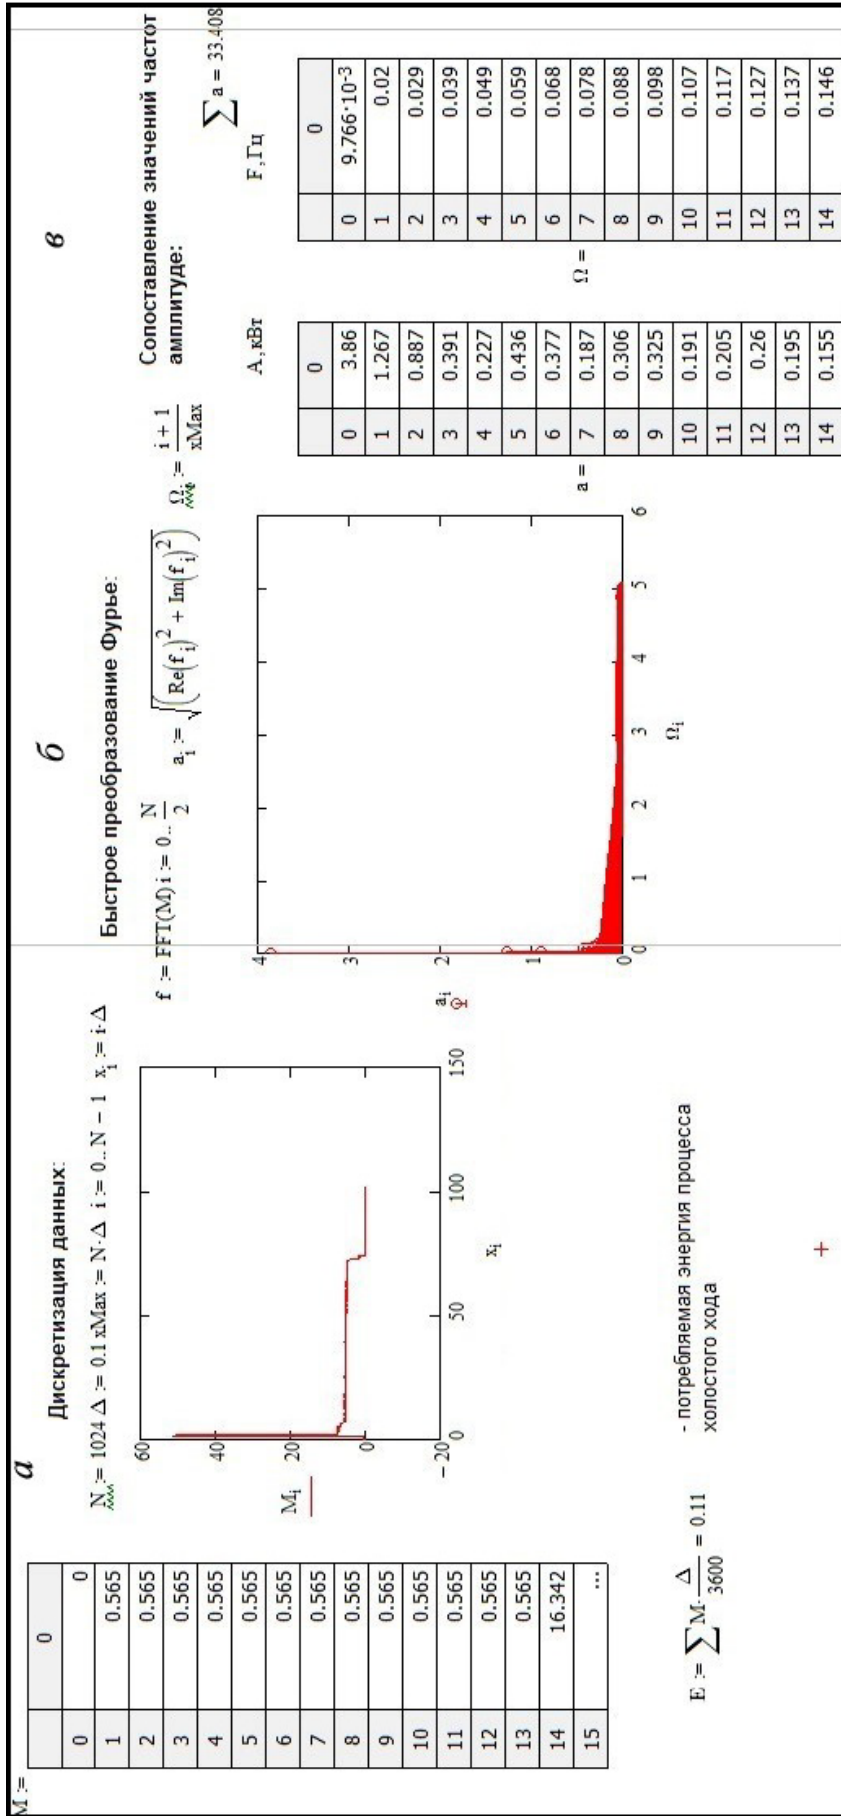 а
M :=
0
0 0
1 0.565
2 0.565
3 0.565
4 0.565
5 0.565
6 0.565
7 0.565
8 0.565
9 0.565
10 0.565
11 0.565
12 0.565
13 0.565
14 16.342
15 ...
Дискретизация данных:
N := 1024 Δ := 0.1 xMax := N·Δ i := 0.. N − 1 x_i := i·Δ
60
40
20
0
−20
M_i
0 50 100 150
x_i
E := ∑M·Δ/3600 = 0.11
- потребляемая энергия процесса
холостого хода
+
б
Быстрое преобразование Фурье:
f := FFT(M) i := 0.. N/2 a_i := √((Re(f_i)² + Im(f_i)²)) Ω_i := (i + 1)/xMax
4
3
2
1
0
a_i
0 1 2 3 4 5 6
Ω_i
в
Сопоставление значений частот
амплитуде:
∑a = 33.408
A,кВт
a =
0
0 3.86
1 1.267
2 0.887
3 0.391
4 0.227
5 0.436
6 0.377
7 0.187
8 0.306
9 0.325
10 0.191
11 0.205
12 0.26
13 0.195
14 0.155
F,Гц
Ω =
0
0 9.766·10⁻³
1 0.02
2 0.029
3 0.039
4 0.049
5 0.059
6 0.068
7 0.078
8 0.088
9 0.098
10 0.107
11 0.117
12 0.127
13 0.137
14 0.146